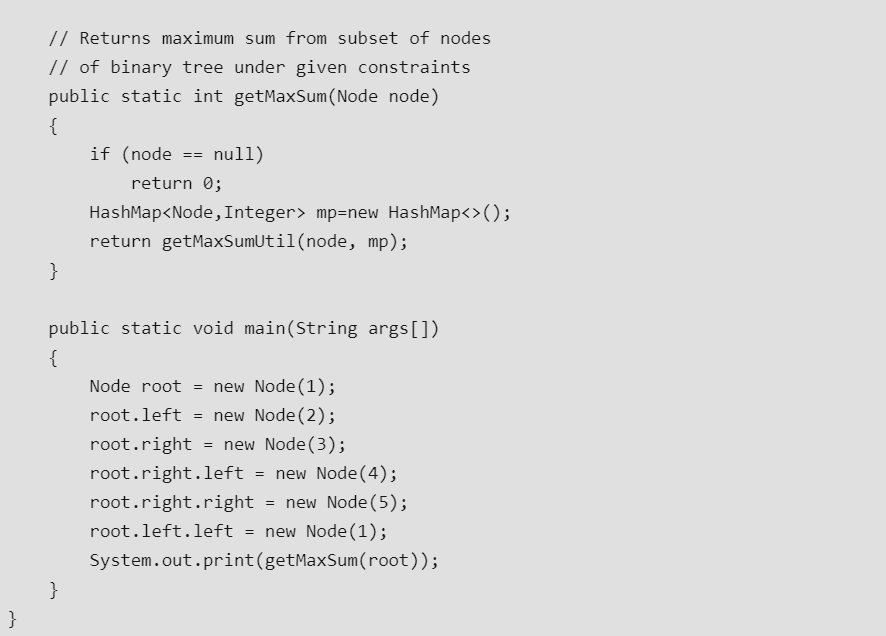 // Returns maximum sum from subset of nodes
// of binary tree under given constraints
public static int getMaxSum(Node node)
{
if (node == null)
return 0;
HashMap<Node,Integer> mp=new HashMap<>();
return getMaxSumUtil(node, mp);
}
public static void main(String args[])
{
Node root = new Node(1);
root.left = new Node(2);
root.right = new Node(3);
root.right.left = new Node(4);
root.right.right = new Node(5);
root.left.left = new Node(1);
System.out.print(getMaxSum(root));
}
}